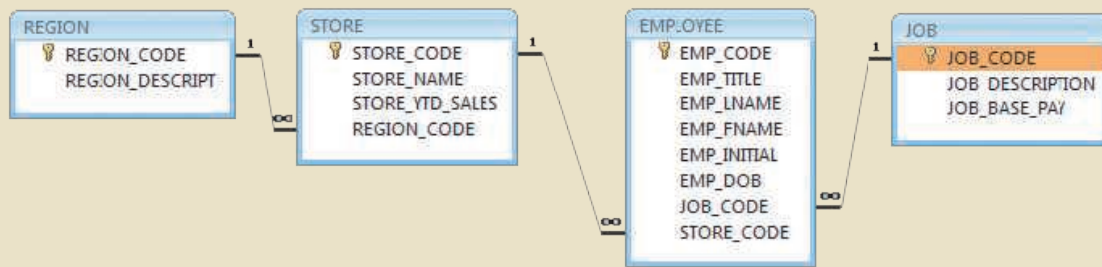 REGION
REGION_CODE
REGION_DESCRIPT
1
∞
STORE
STORE_CODE
STORE_NAME
STORE_YTD_SALES
REGION_CODE
1
∞
EMPLOYEE
EMP_CODE
EMP_TITLE
EMP_LNAME
EMP_FNAME
EMP_INITIAL
EMP_DOB
JOB_CODE
STORE_CODE
1
∞
JOB
JOB_CODE
JOB_DESCRIPTION
JOB_BASE_PAY